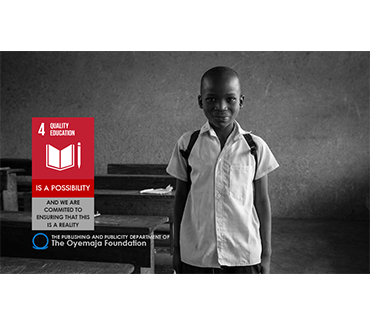 4 QUALITY
EDUCATION
IS A POSSIBILITY
AND WE ARE
COMMITED TO
ENSURING THAT THIS
IS A REALITY
THE PUBLISHING AND PUBLICITY DEPARTMENT OF
The Oyemaja Foundation